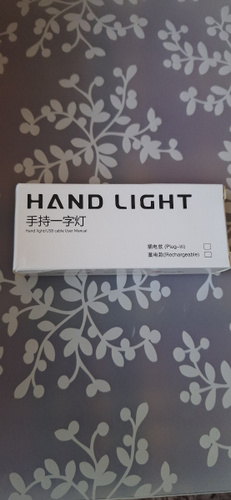 HAND LIGHT
手持一字灯
Hand light/USB cable User Manual
插电款 (Plug-in)
蓄电款(Rechargeable)